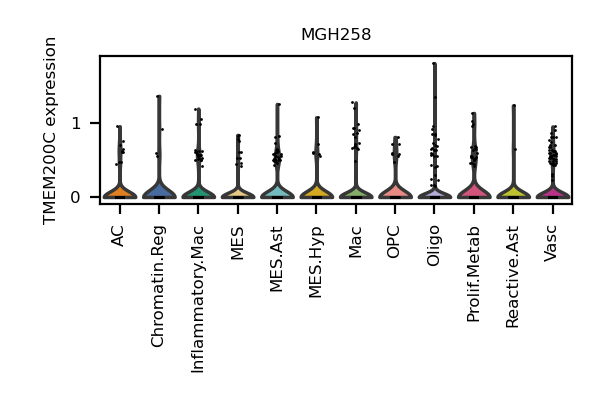 MGH258
TMEM200C expression
1
0
AC
Chromatin.Reg
Inflammatory.Mac
MES
MES.Ast
MES.Hyp
Mac
OPC
Oligo
Prolif.Metab
Reactive.Ast
Vasc